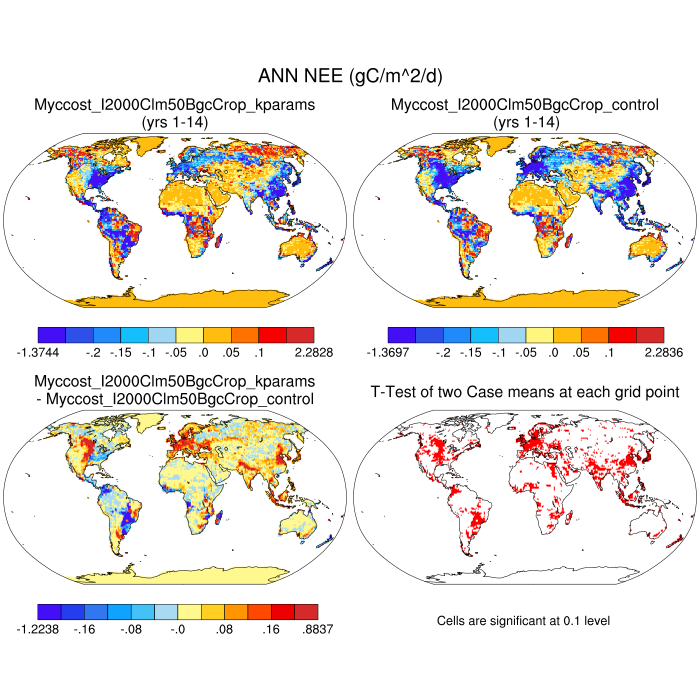 ANN NEE (gC/m^2/d)
Myccost_I2000Clm50BgcCrop_kparams
(yrs 1-14)
Myccost_I2000Clm50BgcCrop_control
(yrs 1-14)
-1.3744 -.2 -.15 -.1 -.05 .0 .05 .1 2.2828
-1.3697 -.2 -.15 -.1 -.05 .0 .05 .1 2.2836
Myccost_I2000Clm50BgcCrop_kparams
- Myccost_I2000Clm50BgcCrop_control
T-Test of two Case means at each grid point
-1.2238 -.16 -.08 -.0 .08 .16 .8837
Cells are significant at 0.1 level